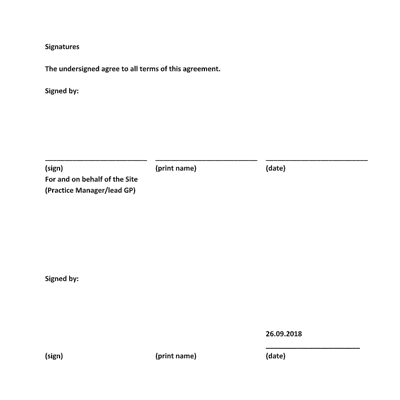 Signatures
The undersigned agree to all terms of this agreement.
Signed by:
(sign) (print name) (date)
For and on behalf of the Site
(Practice Manager/lead GP)
Signed by:
26.09.2018
(sign) (print name) (date)